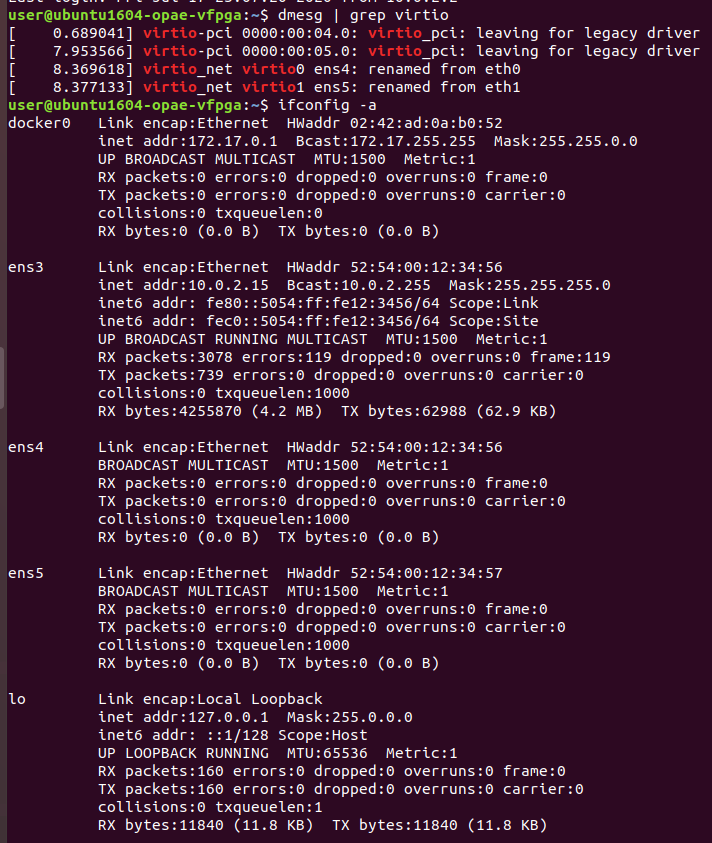 user@ubuntu1604-opae-vfpga:~$ dmesg | grep virtio
[    0.689041] virtio-pci 0000:00:04.0: virtio_pci: leaving for legacy driver
[    7.953566] virtio-pci 0000:00:05.0: virtio_pci: leaving for legacy driver
[    8.369618] virtio_net virtio0 ens4: renamed from eth0
[    8.377133] virtio_net virtio1 ens5: renamed from eth1
user@ubuntu1604-opae-vfpga:~$ ifconfig -a
docker0   Link encap:Ethernet  HWaddr 02:42:ad:0a:b0:52
          inet addr:172.17.0.1  Bcast:172.17.255.255  Mask:255.255.0.0
          UP BROADCAST MULTICAST  MTU:1500  Metric:1
          RX packets:0 errors:0 dropped:0 overruns:0 frame:0
          TX packets:0 errors:0 dropped:0 overruns:0 carrier:0
          collisions:0 txqueuelen:0
          RX bytes:0 (0.0 B)  TX bytes:0 (0.0 B)

ens3      Link encap:Ethernet  HWaddr 52:54:00:12:34:56
          inet addr:10.0.2.15  Bcast:10.0.2.255  Mask:255.255.255.0
          inet6 addr: fe80::5054:ff:fe12:3456/64 Scope:Link
          inet6 addr: fec0::5054:ff:fe12:3456/64 Scope:Site
          UP BROADCAST RUNNING MULTICAST  MTU:1500  Metric:1
          RX packets:3078 errors:119 dropped:0 overruns:0 frame:119
          TX packets:739 errors:0 dropped:0 overruns:0 carrier:0
          collisions:0 txqueuelen:1000
          RX bytes:4255870 (4.2 MB)  TX bytes:62988 (62.9 KB)

ens4      Link encap:Ethernet  HWaddr 52:54:00:12:34:56
          BROADCAST MULTICAST  MTU:1500  Metric:1
          RX packets:0 errors:0 dropped:0 overruns:0 frame:0
          TX packets:0 errors:0 dropped:0 overruns:0 carrier:0
          collisions:0 txqueuelen:1000
          RX bytes:0 (0.0 B)  TX bytes:0 (0.0 B)

ens5      Link encap:Ethernet  HWaddr 52:54:00:12:34:57
          BROADCAST MULTICAST  MTU:1500  Metric:1
          RX packets:0 errors:0 dropped:0 overruns:0 frame:0
          TX packets:0 errors:0 dropped:0 overruns:0 carrier:0
          collisions:0 txqueuelen:1000
          RX bytes:0 (0.0 B)  TX bytes:0 (0.0 B)

lo        Link encap:Local Loopback
          inet addr:127.0.0.1  Mask:255.0.0.0
          inet6 addr: ::1/128 Scope:Host
          UP LOOPBACK RUNNING  MTU:65536  Metric:1
          RX packets:160 errors:0 dropped:0 overruns:0 frame:0
          TX packets:160 errors:0 dropped:0 overruns:0 carrier:0
          collisions:0 txqueuelen:1
          RX bytes:11840 (11.8 KB)  TX bytes:11840 (11.8 KB)